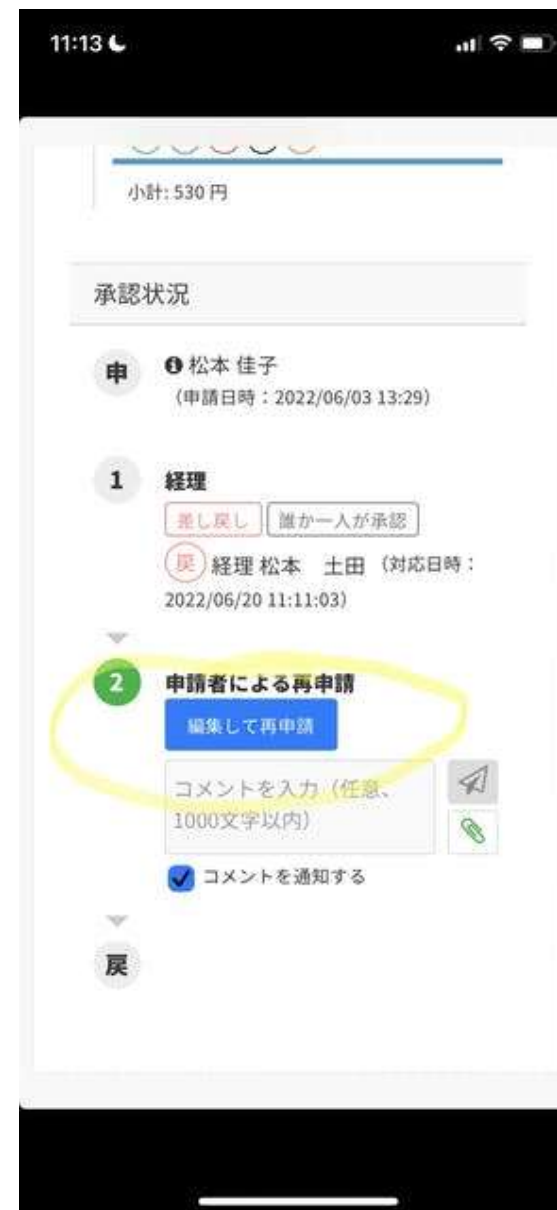 11:13
小計: 530 円
承認状況
申 松本 佳子
(申請日時：2022/06/03 13:29)
1 経理
差し戻し 誰か一人が承認
戻 経理 松本　土田 (対応日時：
2022/06/20 11:11:03)
2 申請者による再申請
編集して再申請
コメントを入力（任意、
1000文字以内）
コメントを通知する
戻